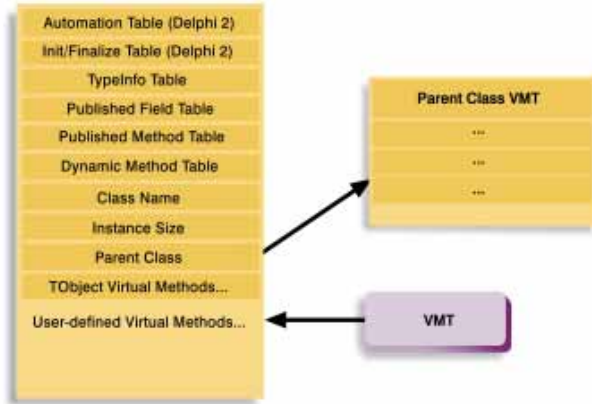 Automation Table (Delphi 2)
Init/Finalize Table (Delphi 2)
TypeInfo Table
Published Field Table
Published Method Table
Dynamic Method Table
Class Name
Instance Size
Parent Class
TObject Virtual Methods...
User-defined Virtual Methods...
Parent Class VMT
...
...
...
VMT